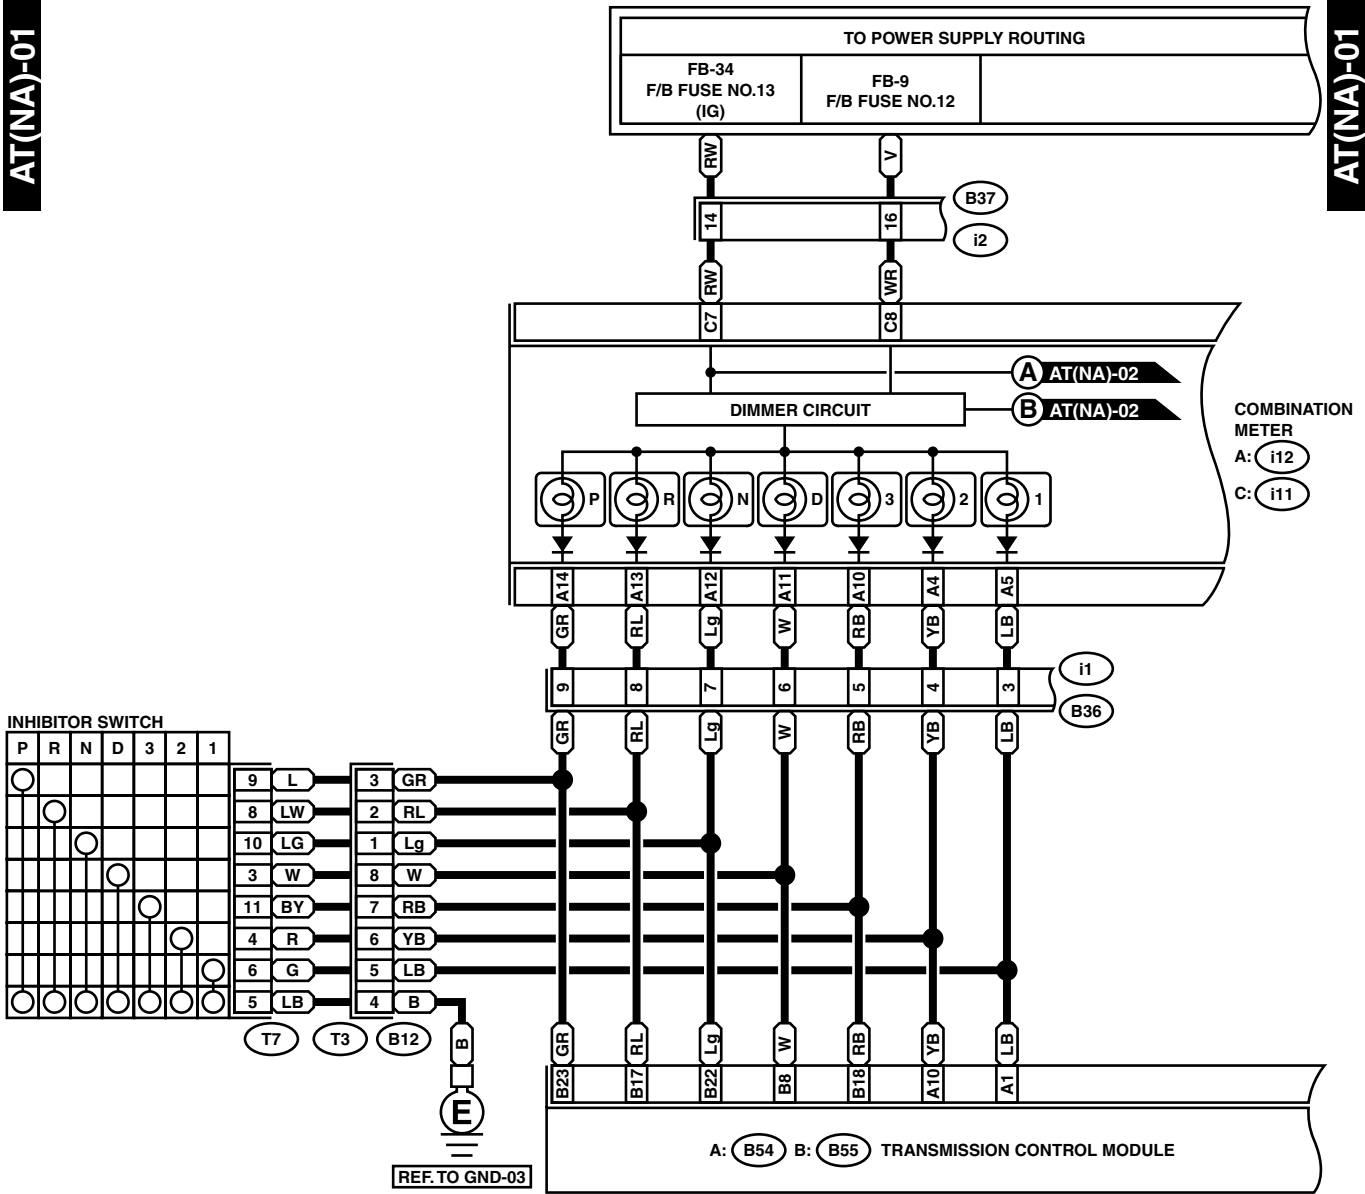 AT(NA)-01
AT(NA)-01
TO POWER SUPPLY ROUTING
FB-34
F/B FUSE NO.13
(IG)
FB-9
F/B FUSE NO.12
RW V
14 16
B37
i2
RW WR
C7 C8
A AT(NA)-02
DIMMER CIRCUIT
B AT(NA)-02
COMBINATION
METER
A: i12
C: i11
P R N D 3 2 1
A14 A13 A12 A11 A10 A4 A5
GR RL Lg W RB YB LB
9 8 7 6 5 4 3
i1
B36
GR RL Lg W RB YB LB
INHIBITOR SWITCH
P R N D 3 2 1
9 L 3 GR
8 LW 2 RL
10 LG 1 Lg
3 W 8 W
11 BY 7 RB
4 R 6 YB
6 G 5 LB
5 LB 4 B
T7 T3 B12
B
GR RL Lg W RB YB LB
B23 B17 B22 B8 B18 A10 A1
E
REF. TO GND-03
A: B54 B: B55 TRANSMISSION CONTROL MODULE